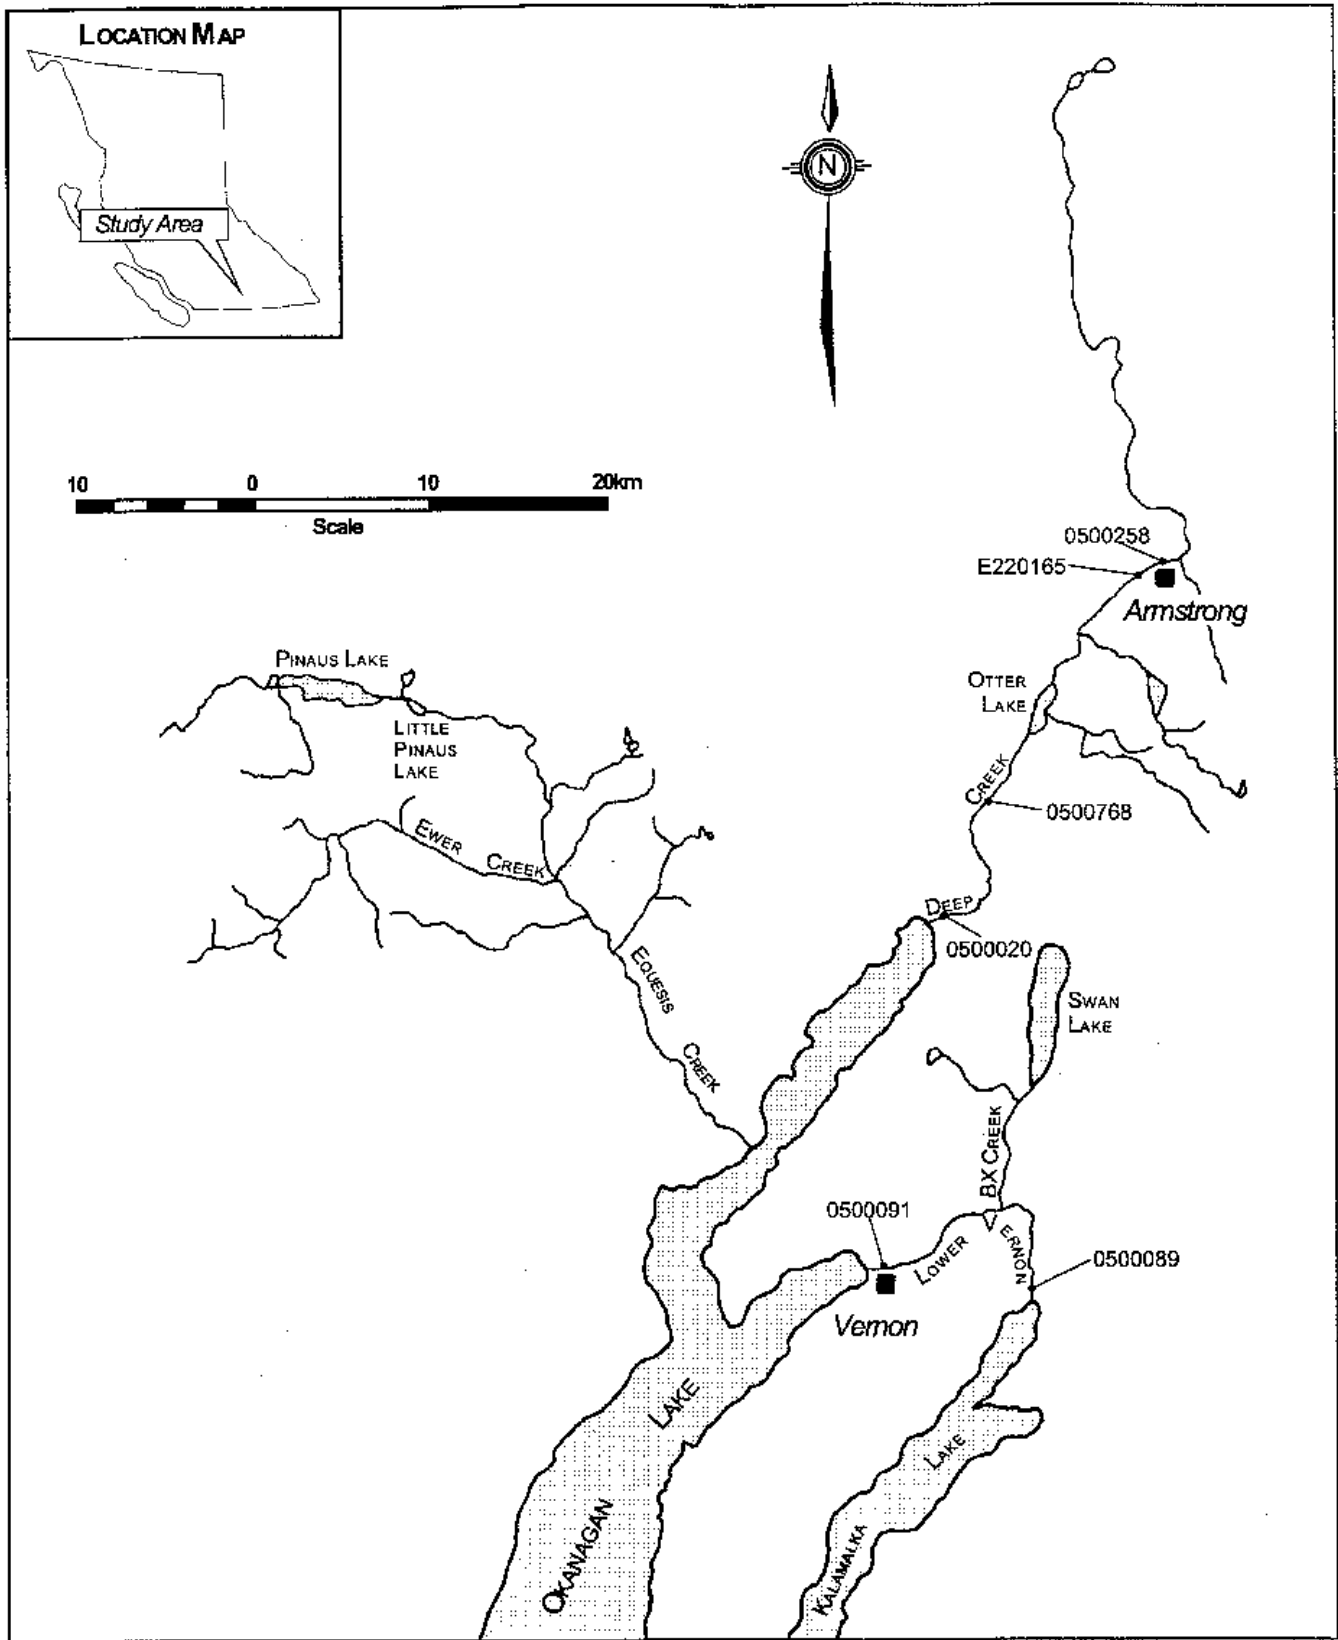 LOCATION MAP
Study Area
N
10 0 10 20km
Scale
0500258
E220165
Armstrong
PINAUS LAKE
OTTER
LAKE
LITTLE
PINAUS
LAKE
CREEK
0500768
EWER CREEK
DEEP
0500020
EQUESIS
CREEK
SWAN
LAKE
BX CREEK
0500091
LOWER
VERNON
0500089
Vernon
LAKE
OKANAGAN
LAKE
KALAMALKA